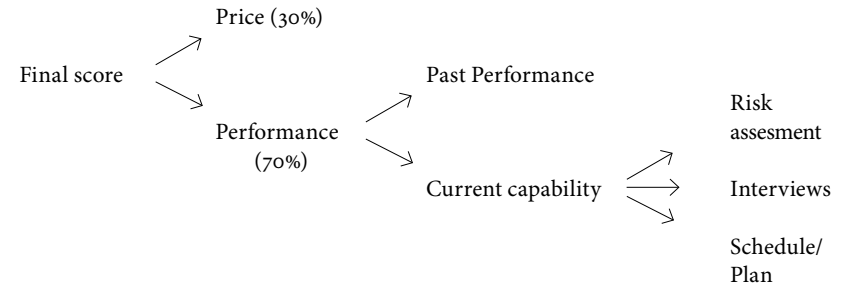 Price (30%)
Final score
Past Performance
Performance
(70%)
Current capability
Risk
assesment
Interviews
Schedule/
Plan